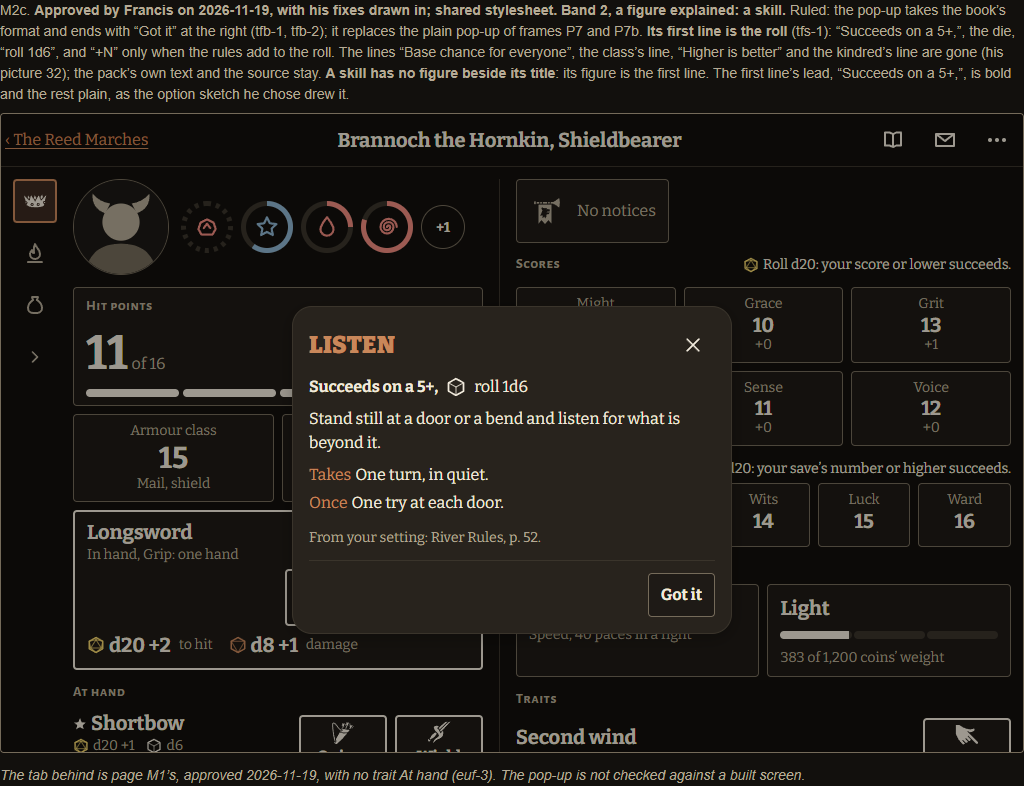 M2c. Approved by Francis on 2026-11-19, with his fixes drawn in; shared stylesheet. Band 2, a figure explained: a skill. Ruled: the pop-up takes the book's
format and ends with “Got it” at the right (tfb-1, tfb-2); it replaces the plain pop-up of frames P7 and P7b. Its first line is the roll (tfs-1): “Succeeds on a 5+,”, the die,
“roll 1d6”, and “+N” only when the rules add to the roll. The lines “Base chance for everyone”, the class's line, “Higher is better” and the kindred's line are gone (his
picture 32); the pack's own text and the source stay. A skill has no figure beside its title: its figure is the first line. The first line's lead, “Succeeds on a 5+,”, is bold
and the rest plain, as the option sketch he chose drew it.
‹ The Reed Marches
Brannoch the Hornkin, Shieldbearer
+1
No notices
SCORES
Roll d20: your score or lower succeeds.
HIT POINTS
11 of 16
Might
Grace
10
+0
Grit
13
+1
Sense
11
+0
Voice
12
+0
LISTEN
Succeeds on a 5+, roll 1d6
Stand still at a door or a bend and listen for what is
beyond it.
Takes One turn, in quiet.
Once One try at each door.
From your setting: River Rules, p. 52.
Got it
Armour class
15
Mail, shield
d20: your save's number or higher succeeds.
Wits
14
Luck
15
Ward
16
Longsword
In hand, Grip: one hand
d20 +2 to hit d8 +1 damage
Speed, 40 paces in a fight
Light
383 of 1,200 coins' weight
AT HAND
★ Shortbow
d20 +1 d6
TRAITS
Second wind
The tab behind is page M1's, approved 2026-11-19, with no trait At hand (euf-3). The pop-up is not checked against a built screen.